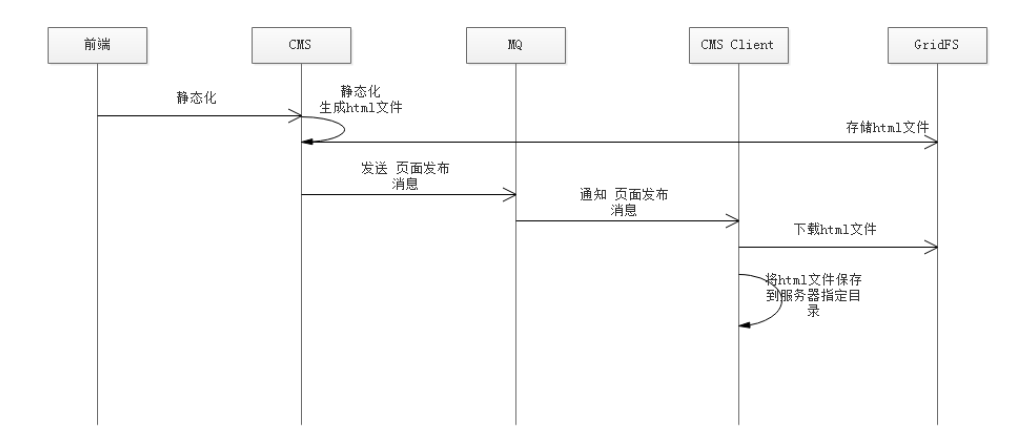 前端
CMS
MQ
CMS Client
GridFS
静态化
静态化
生成html文件
存储html文件
发送 页面发布
消息
通知 页面发布
消息
下载html文件
将html文件保存
到服务器指定目
录